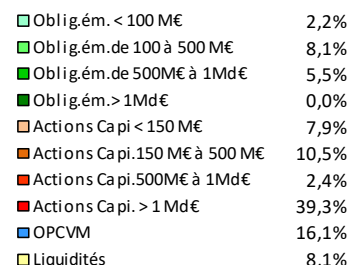 Oblig.ém. < 100 M€ 2,2%
Oblig.ém.de 100 à 500 M€ 8,1%
Oblig.ém.de 500M€ à 1Md€ 5,5%
Oblig.ém.> 1Md€ 0,0%
Actions Capi < 150 M€ 7,9%
Actions Capi.150 M€ à 500 M€ 10,5%
Actions Capi.500M€ à 1Md€ 2,4%
Actions Capi. > 1 Md€ 39,3%
OPCVM 16,1%
Liquidités 8,1%